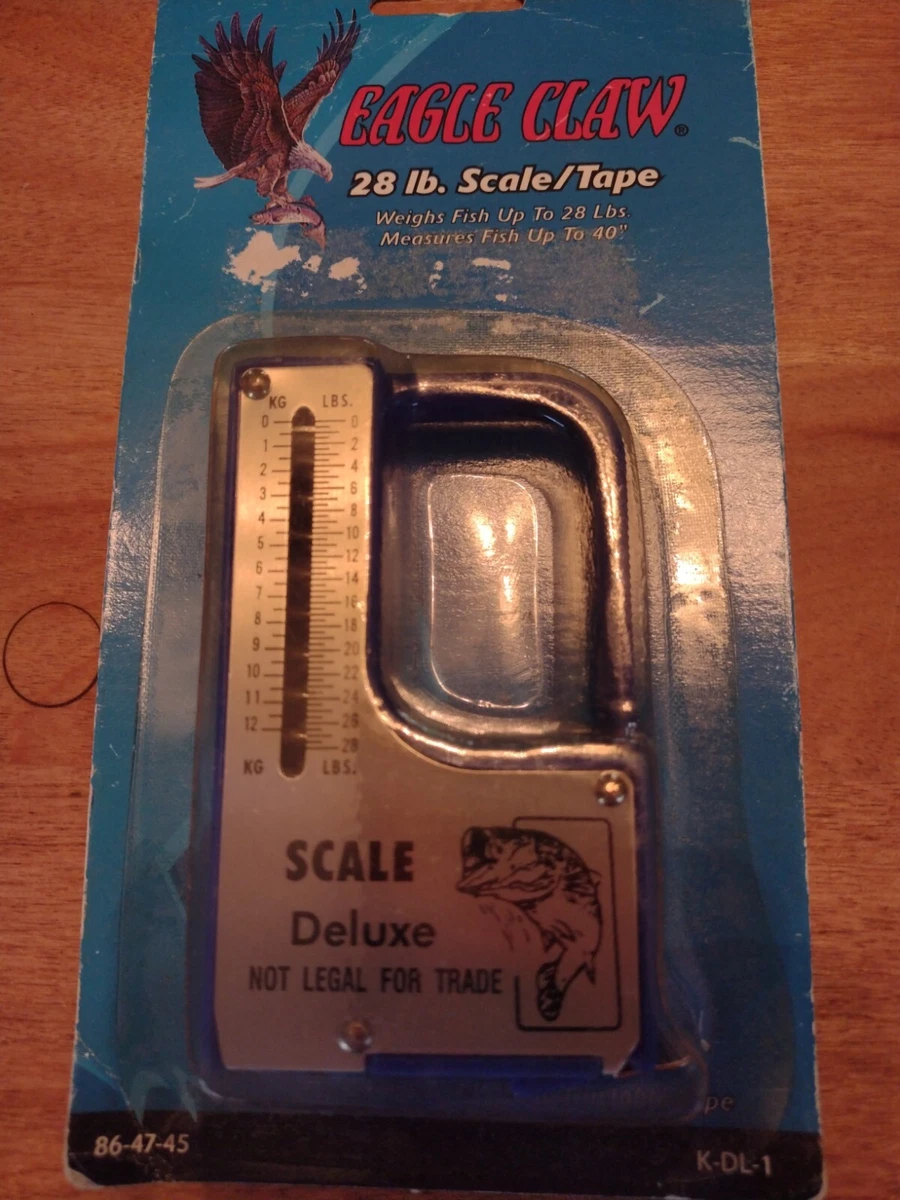 EAGLE CLAW®
28 lb. Scale/Tape
Weighs Fish Up To 28 Lbs.
Measures Fish Up To 40"
KG LBS.
0 0
1 2
2 4
3 6
4 8
5 10
6 12
7 14
8 16
9 18
10 20
11 22
12 24
26
28
KG LBS.
SCALE
Deluxe
NOT LEGAL FOR TRADE
86-47-45
K-DL-1